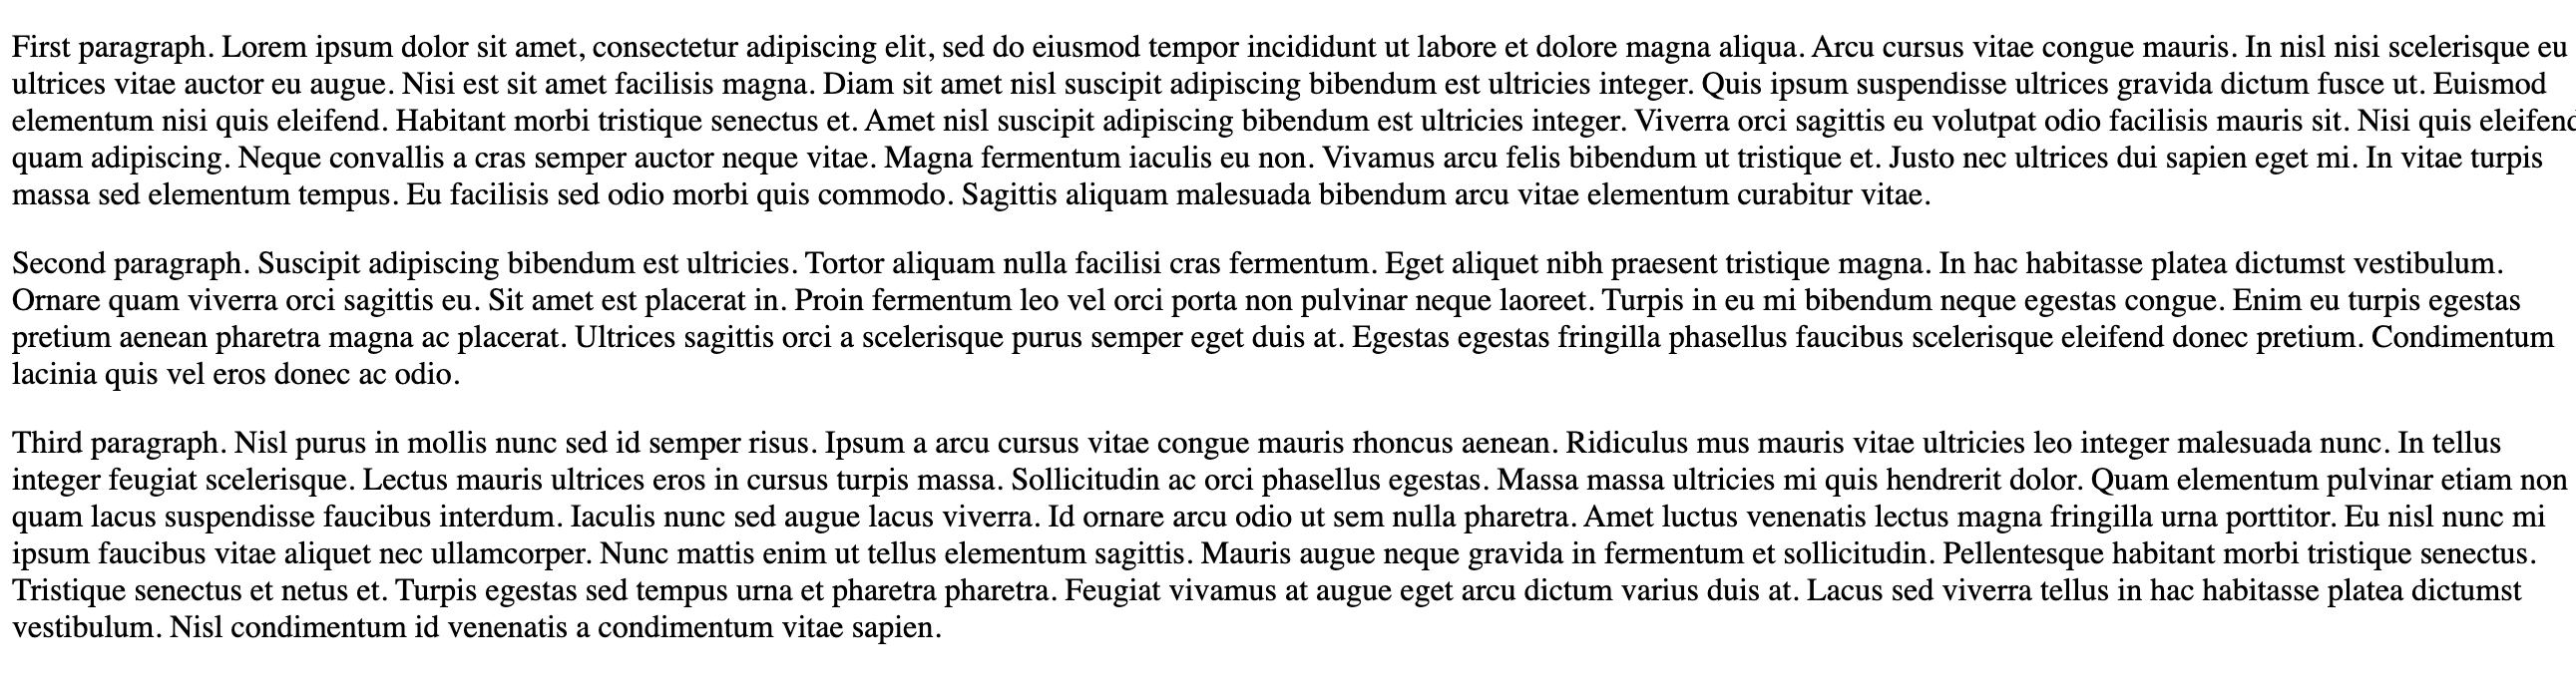 First paragraph. Lorem ipsum dolor sit amet, consectetur adipiscing elit, sed do eiusmod tempor incididunt ut labore et dolore magna aliqua. Arcu cursus vitae congue mauris. In nisl nisi scelerisque eu
ultrices vitae auctor eu augue. Nisi est sit amet facilisis magna. Diam sit amet nisl suscipit adipiscing bibendum est ultricies integer. Quis ipsum suspendisse ultrices gravida dictum fusce ut. Euismod
elementum nisi quis eleifend. Habitant morbi tristique senectus et. Amet nisl suscipit adipiscing bibendum est ultricies integer. Viverra orci sagittis eu volutpat odio facilisis mauris sit. Nisi quis eleifend
quam adipiscing. Neque convallis a cras semper auctor neque vitae. Magna fermentum iaculis eu non. Vivamus arcu felis bibendum ut tristique et. Justo nec ultrices dui sapien eget mi. In vitae turpis
massa sed elementum tempus. Eu facilisis sed odio morbi quis commodo. Sagittis aliquam malesuada bibendum arcu vitae elementum curabitur vitae.
Second paragraph. Suscipit adipiscing bibendum est ultricies. Tortor aliquam nulla facilisi cras fermentum. Eget aliquet nibh praesent tristique magna. In hac habitasse platea dictumst vestibulum.
Ornare quam viverra orci sagittis eu. Sit amet est placerat in. Proin fermentum leo vel orci porta non pulvinar neque laoreet. Turpis in eu mi bibendum neque egestas congue. Enim eu turpis egestas
pretium aenean pharetra magna ac placerat. Ultrices sagittis orci a scelerisque purus semper eget duis at. Egestas egestas fringilla phasellus faucibus scelerisque eleifend donec pretium. Condimentum
lacinia quis vel eros donec ac odio.
Third paragraph. Nisl purus in mollis nunc sed id semper risus. Ipsum a arcu cursus vitae congue mauris rhoncus aenean. Ridiculus mus mauris vitae ultricies leo integer malesuada nunc. In tellus
integer feugiat scelerisque. Lectus mauris ultrices eros in cursus turpis massa. Sollicitudin ac orci phasellus egestas. Massa massa ultricies mi quis hendrerit dolor. Quam elementum pulvinar etiam non
quam lacus suspendisse faucibus interdum. Iaculis nunc sed augue lacus viverra. Id ornare arcu odio ut sem nulla pharetra. Amet luctus venenatis lectus magna fringilla urna porttitor. Eu nisl nunc mi
ipsum faucibus vitae aliquet nec ullamcorper. Nunc mattis enim ut tellus elementum sagittis. Mauris augue neque gravida in fermentum et sollicitudin. Pellentesque habitant morbi tristique senectus.
Tristique senectus et netus et. Turpis egestas sed tempus urna et pharetra pharetra. Feugiat vivamus at augue eget arcu dictum varius duis at. Lacus sed viverra tellus in hac habitasse platea dictumst
vestibulum. Nisl condimentum id venenatis a condimentum vitae sapien.